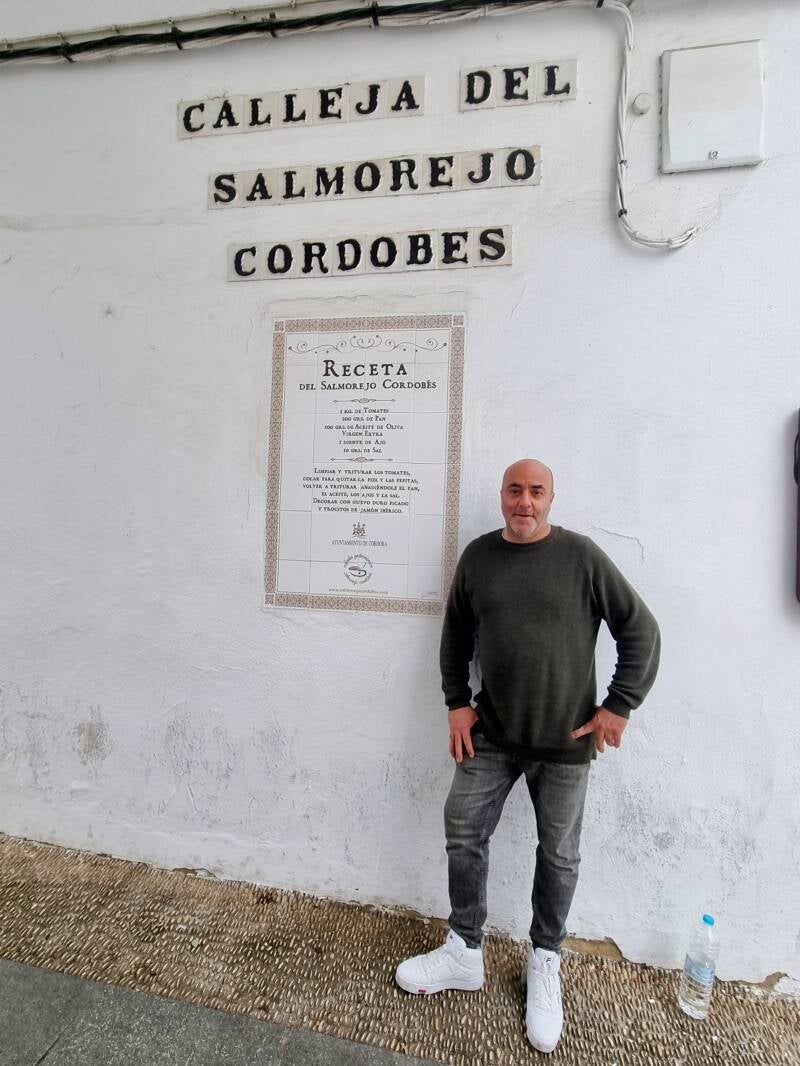 CALLEJA DEL
SALMOREJO
CORDOBES
RECETA
DEL SALMOREJO CORDOBÉS
1 KG. DE TOMATES
200 GRS. DE PAN
100 GRS. DE ACEITE DE OLIVA
VIRGEN EXTRA
1 DIENTE DE AJO
10 GRS. DE SAL
LIMPIAR Y TRITURAR LOS TOMATES,
COLAR PARA QUITAR LA PIEL Y LAS PEPITAS,
VOLVER A TRITURAR AÑADIÉNDOLE EL PAN,
EL ACEITE, LOS AJOS Y LA SAL.
DECORAR CON HUEVO DURO PICADO
Y TROCITOS DE JAMÓN IBÉRICO.
AYUNTAMIENTO DE CÓRDOBA